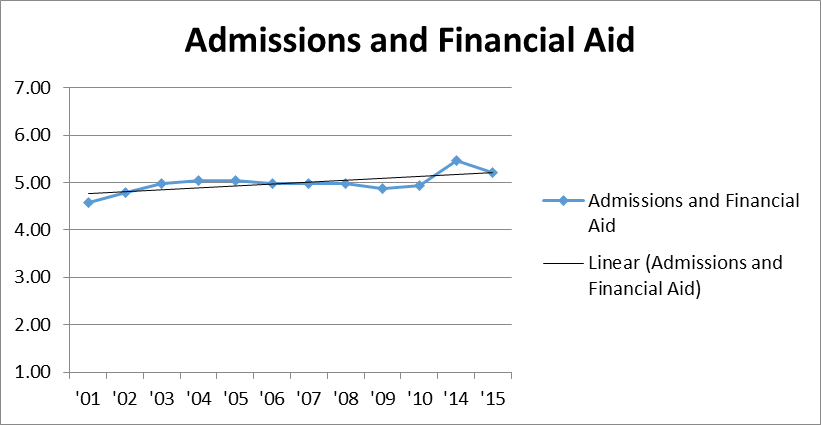 Admissions and Financial Aid
7.00
6.00
5.00
4.00
3.00
2.00
1.00
'01 '02 '03 '04 '05 '06 '07 '08 '09 '10 '14 '15
Admissions and Financial
Aid
Linear (Admissions and
Financial Aid)